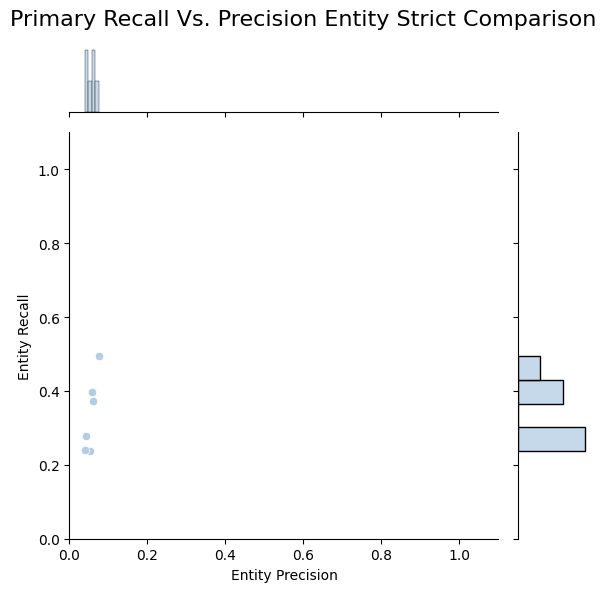 Primary Recall Vs. Precision Entity Strict Comparison
1.0
0.8
0.6
0.4
0.2
0.0
Entity Recall
0.0 0.2 0.4 0.6 0.8 1.0
Entity Precision